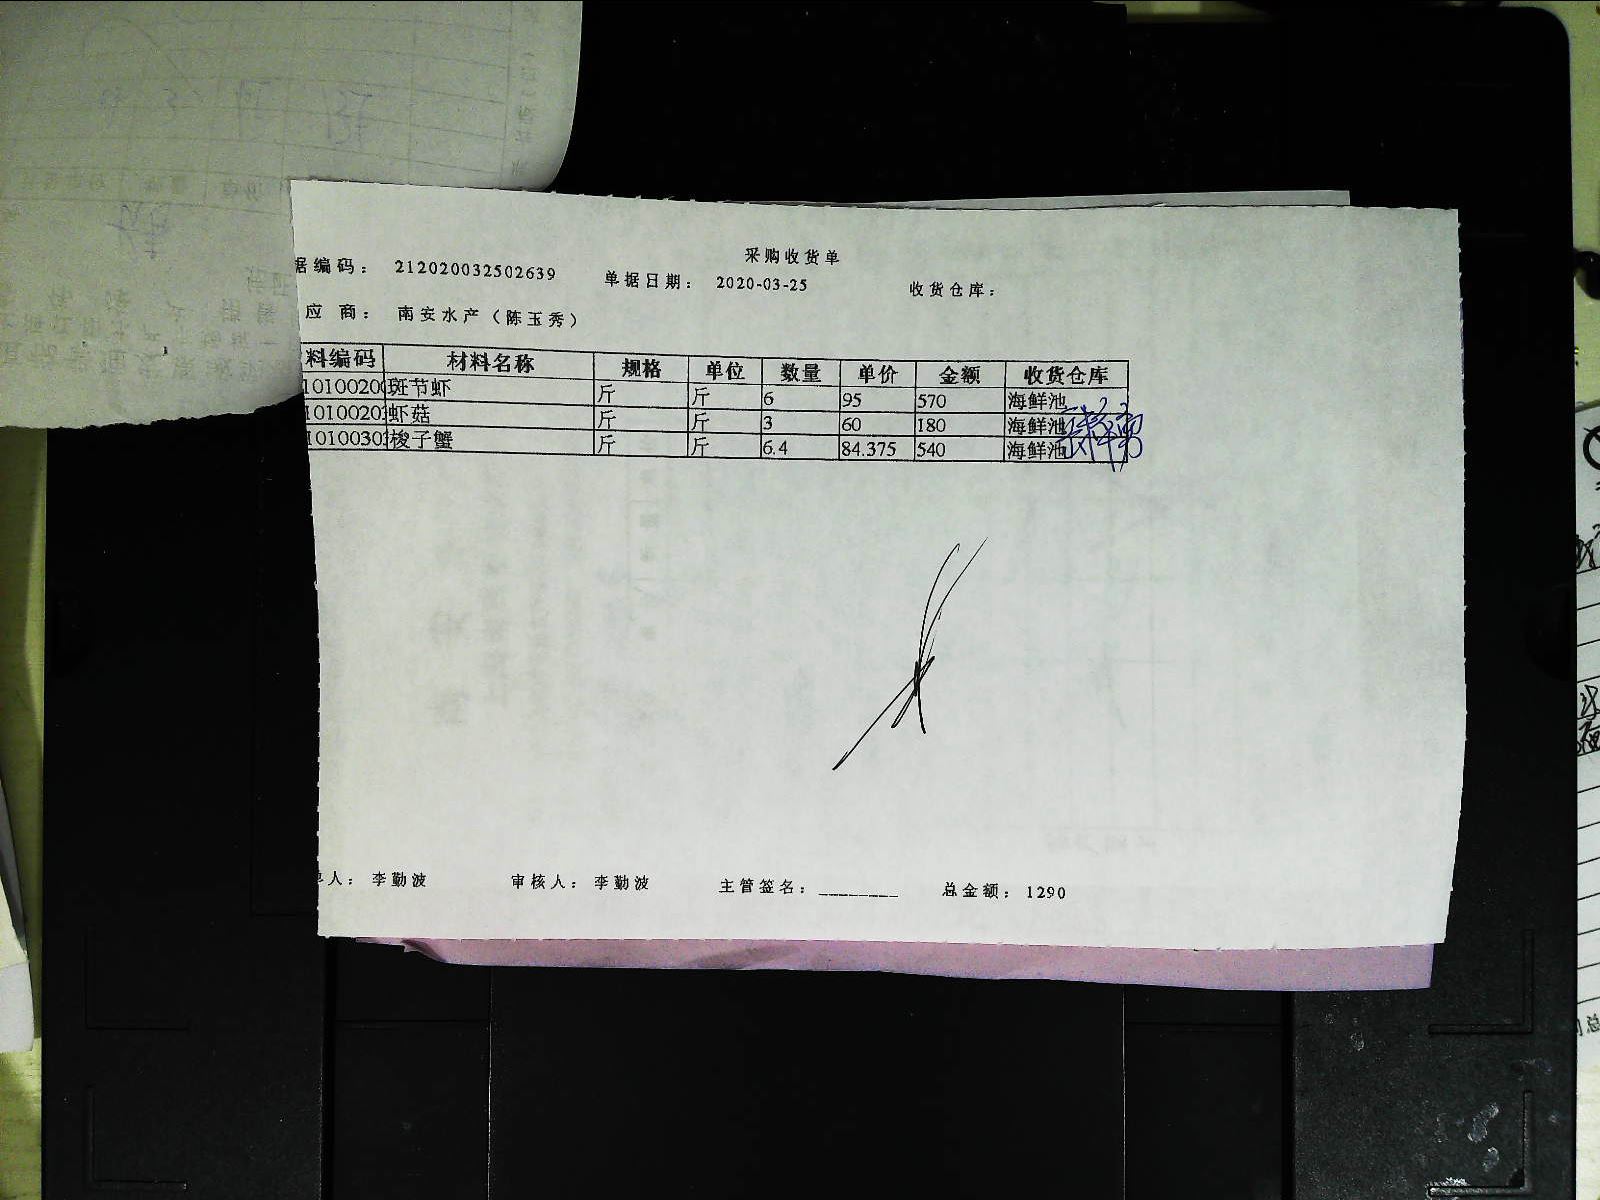 采购收货单
据编码： 212020032502639 单据日期： 2020-03-25 收货仓库：
应 商： 南安水产（陈玉秀）
料编码 材料名称 规格 单位 数量 单价 金额 收货仓库
1010020 斑节虾 斤 斤 6 95 570 海鲜池
1010020 虾菇 斤 斤 3 60 180 海鲜池
1010030 梭子蟹 斤 斤 6.4 84.375 540 海鲜池
单人： 李勤波 审核人： 李勤波 主管签名：________ 总金额： 1290